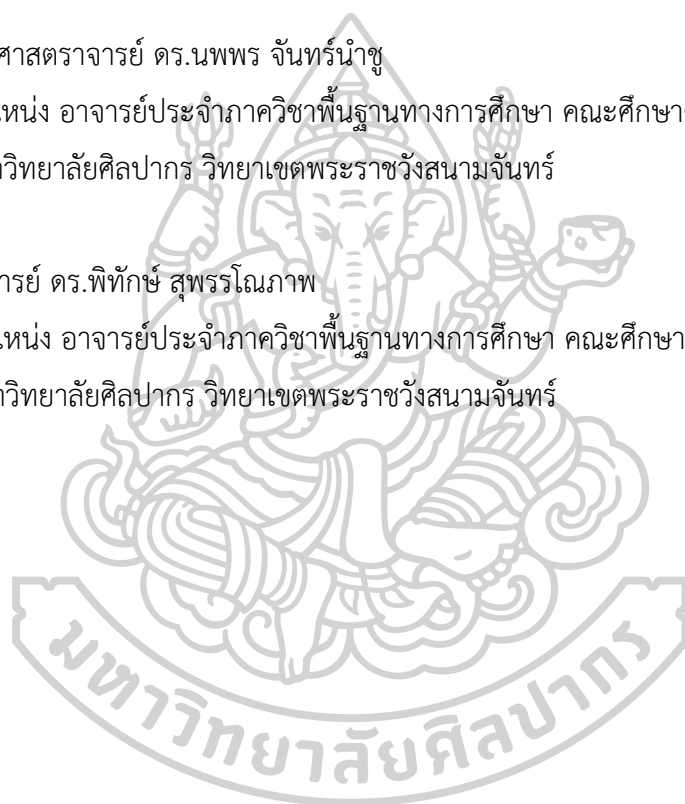 ศาสตราจารย์ ดร.นพพร จันทร์นำชู
แหน่ง อาจารย์ประจำภาควิชาพื้นฐานทางการศึกษา คณะศึกษา
วิทยาลัยศิลปากร วิทยาเขตพระราชวังสนามจันทร์
ารย์ ดร.พิทักษ์ สุพรรโณภาพ
แหน่ง อาจารย์ประจำภาควิชาพื้นฐานทางการศึกษา คณะศึกษา
วิทยาลัยศิลปากร วิทยาเขตพระราชวังสนามจันทร์
มหาวิทยาลัยศิลปากร